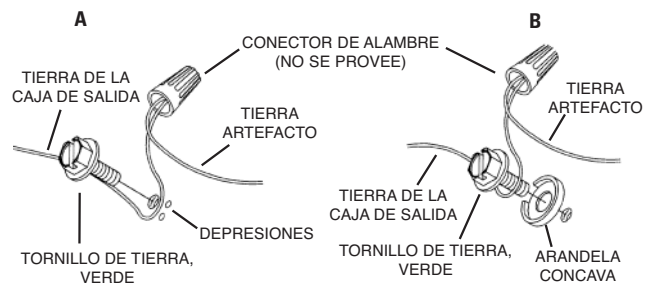 A
B
CONECTOR DE ALAMBRE
(NO SE PROVEE)
TIERRA DE LA
CAJA DE SALIDA
TIERRA
ARTEFACTO
DEPRESIONES
TORNILLO DE TIERRA,
VERDE
TIERRA
ARTEFACTO
TIERRA DE LA
CAJA DE SALIDA
TORNILLO DE TIERRA,
VERDE
ARANDELA
CONCAVA